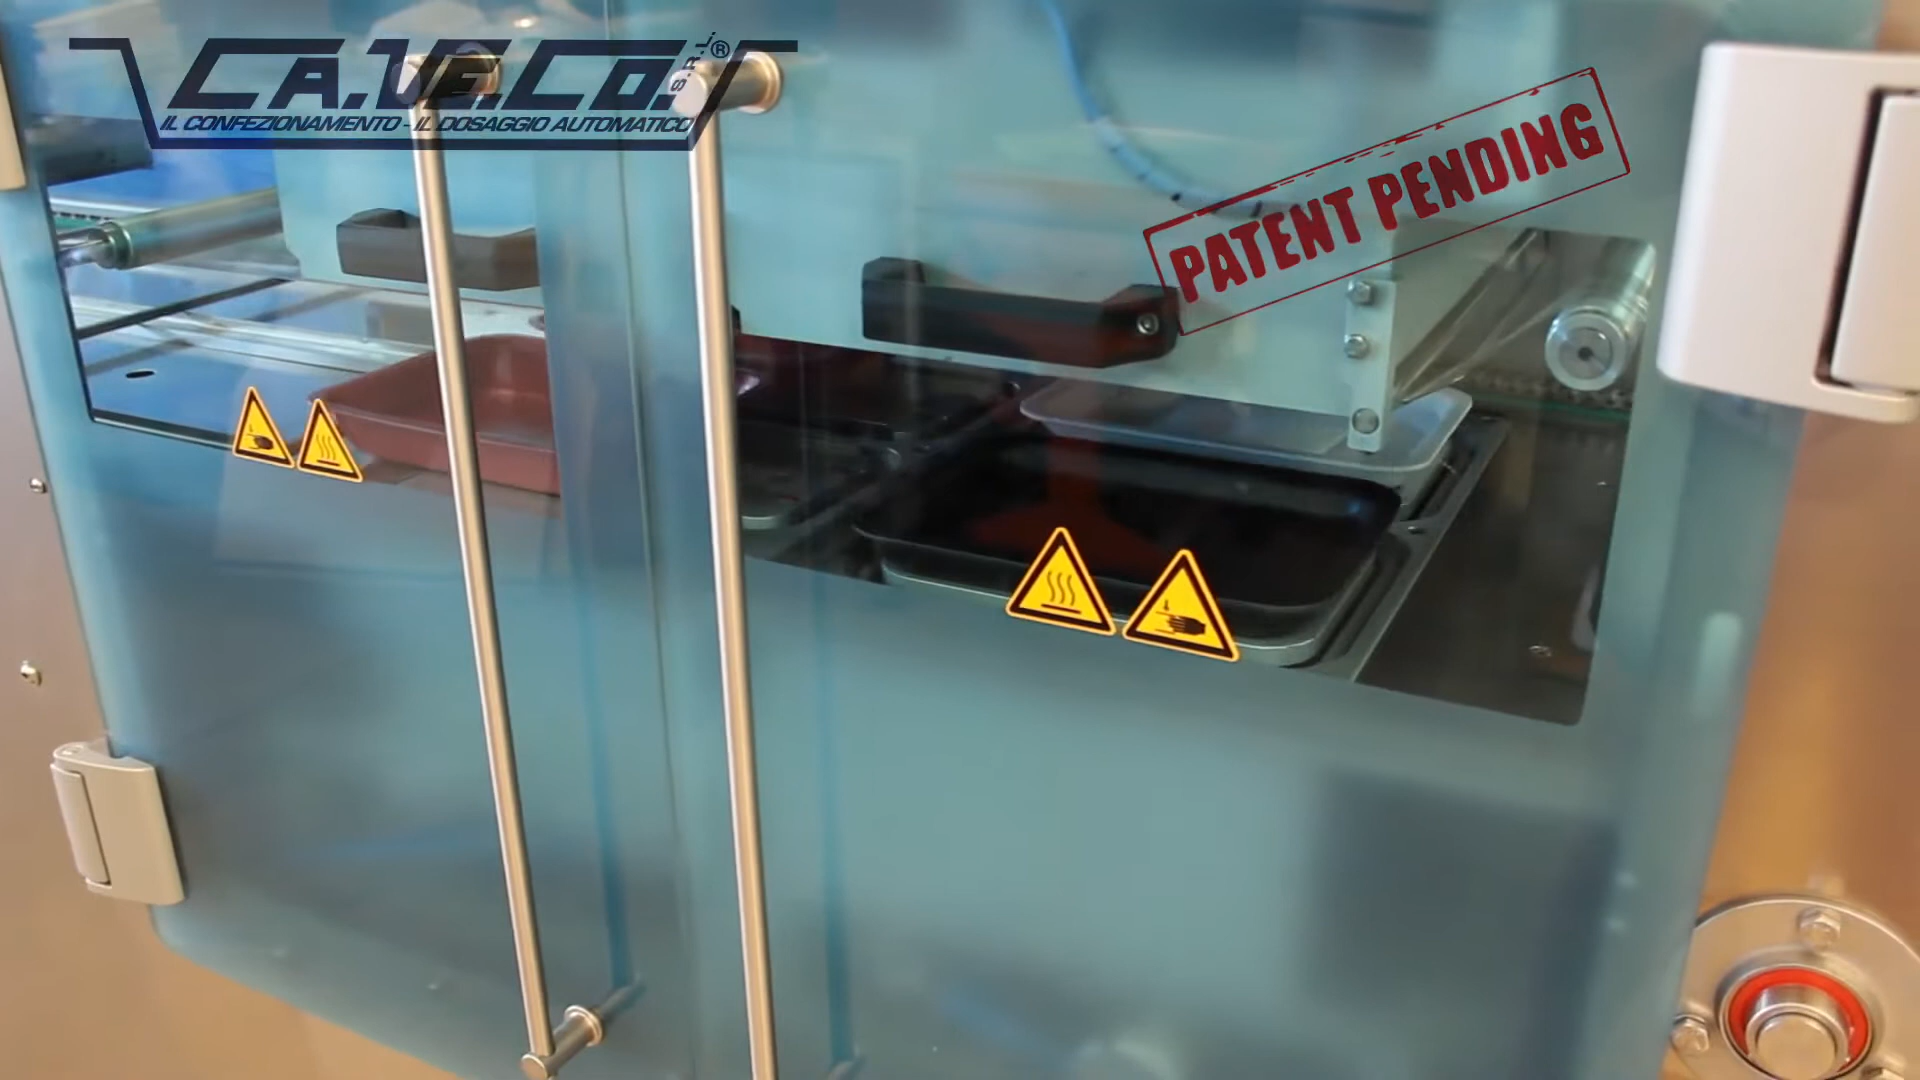 CA.VE.CO. S.R.L. ®
IL CONFEZIONAMENTO - IL DOSAGGIO AUTOMATICO
PATENT PENDING